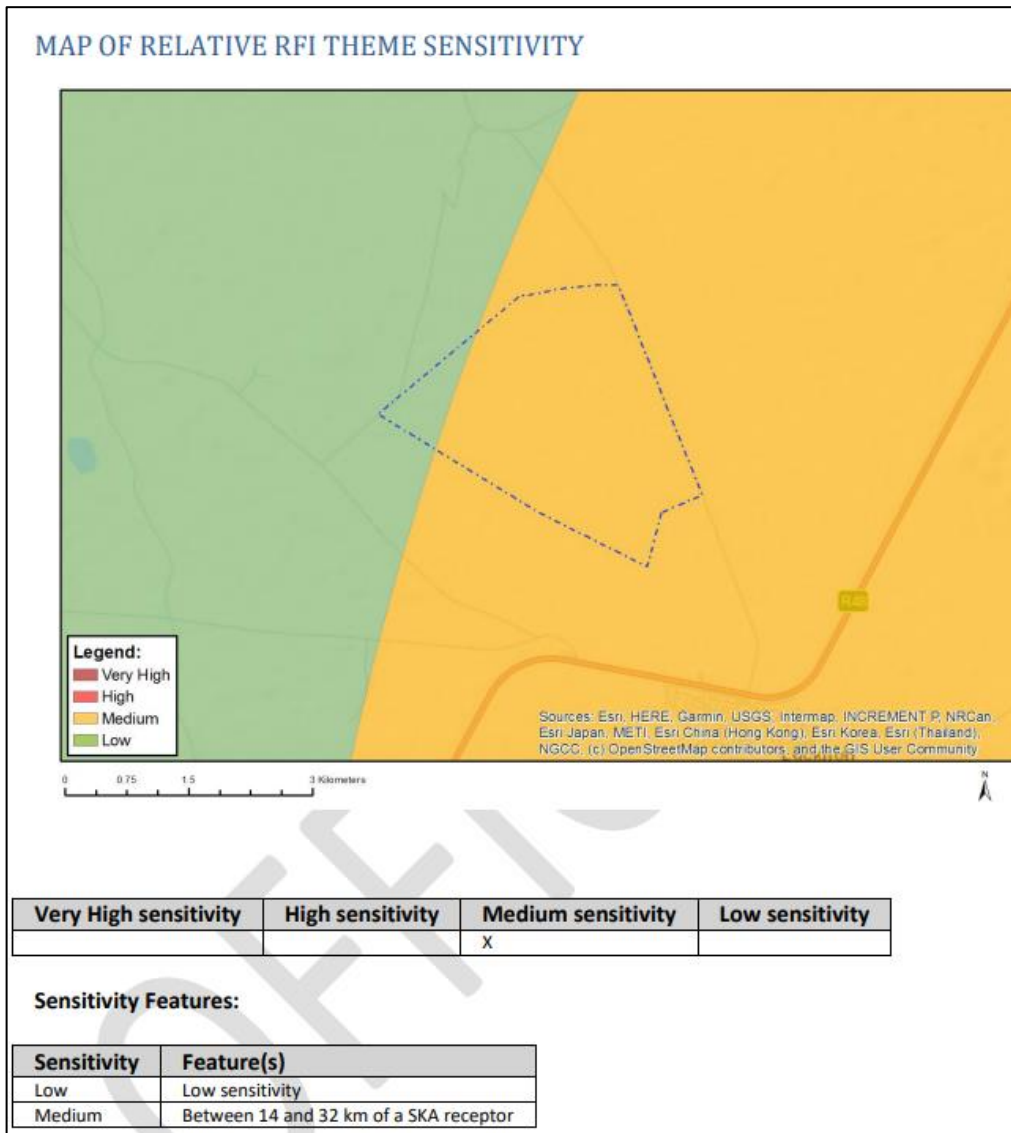 MAP OF RELATIVE RFI THEME SENSITIVITY
Legend:
Very High
High
Medium
Low
Sources: Esri, HERE, Garmin, USGS, Intermap, INCREMENT P, NRCan,
Esri Japan, METI, Esri China (Hong Kong), Esri Korea, Esri (Thailand),
NGCC, (c) OpenStreetMap contributors, and the GIS User Community
0 0.75 1.5 3 Kilometers
N
Very High sensitivity High sensitivity Medium sensitivity Low sensitivity
X
Sensitivity Features:
Sensitivity Feature(s)
Low Low sensitivity
Medium Between 14 and 32 km of a SKA receptor